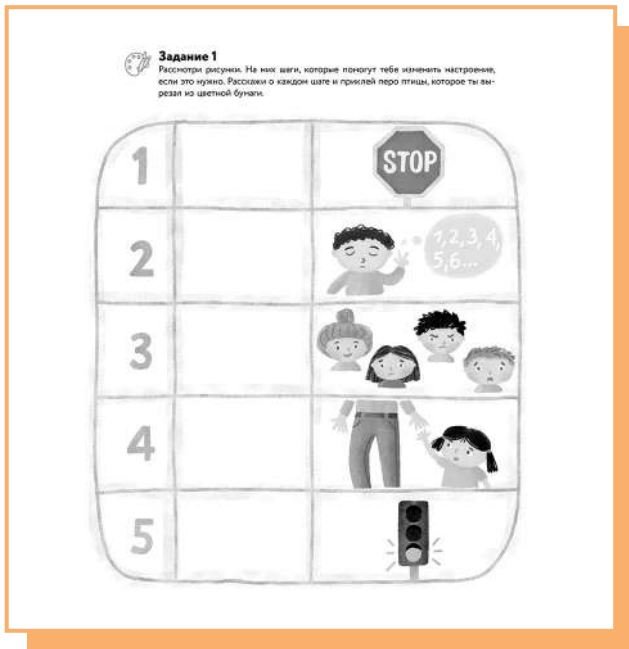 Задание 1
Рассмотри рисунки. На них шаги, которые помогут тебе изменить настроение,
если это нужно. Расскажи о каждом шаге и приклей перо птицы, которое ты вы-
резал из цветной бумаги.
1
STOP
2
1,2,3,4,
5,6...
3
4
5